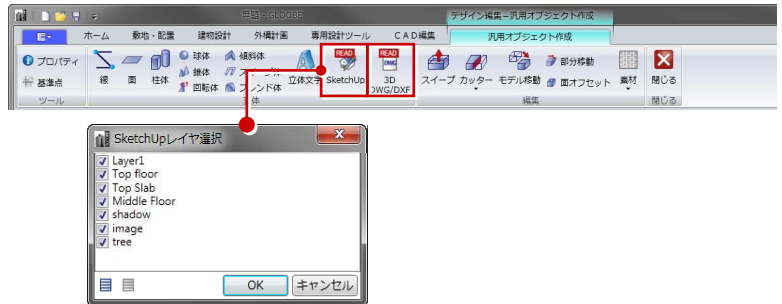 無題 - GLOOBE
デザイン編集-汎用オブジェクト作成
ホーム 敷地・配置 建物設計 外構計画 専用設計ツール CAD編集 汎用オブジェクト作成
プロパティ
基準点
ツール
線 面 柱体
球体 傾斜体
錐体
回転体 ブレンド体
立体文字
READ
SketchUp
READ
DWG
3D
DWG/DXF
スイープ カッター モデル移動
部分移動
面オフセット
素材
編集
閉じる
閉じる
SketchUpレイヤ選択
Layer1
Top floor
Top Slab
Middle Floor
shadow
image
tree
OK キャンセル